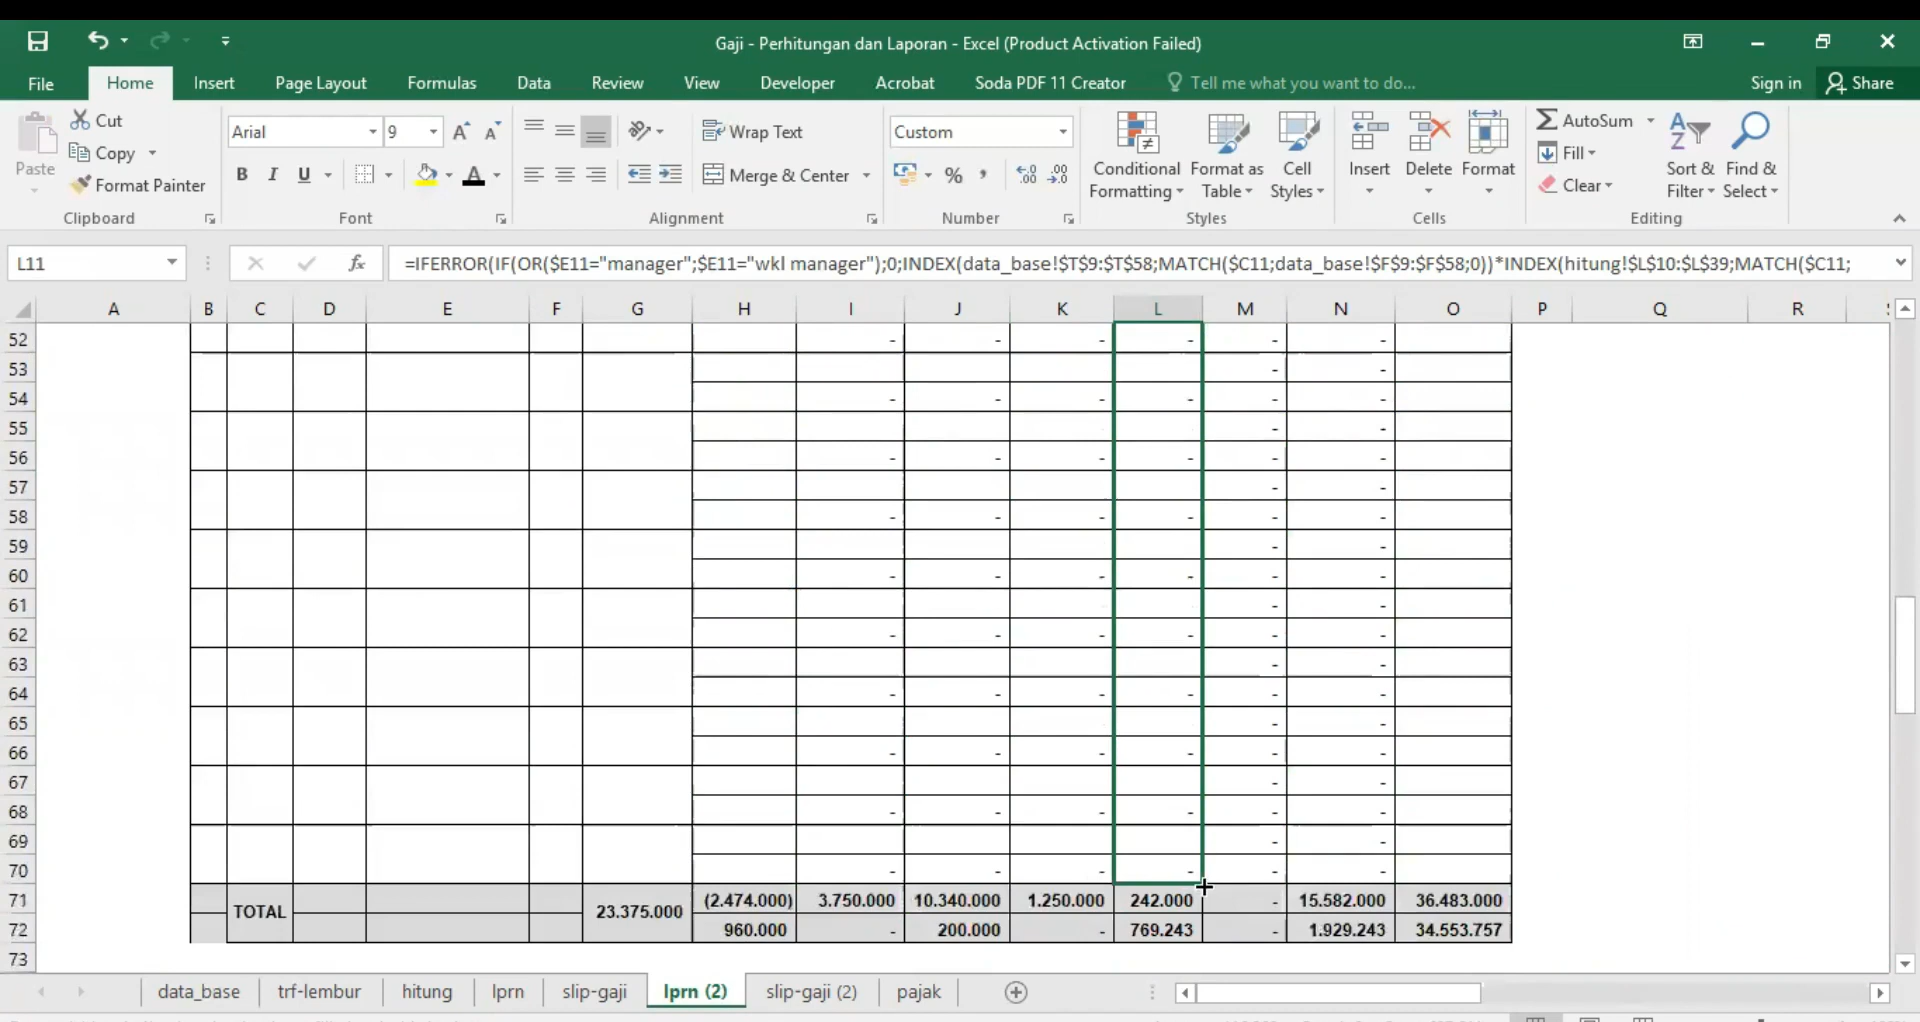 Gaji - Perhitungan dan Laporan - Excel (Product Activation Failed)
File Home Insert Page Layout Formulas Data Review View Developer Acrobat Soda PDF 11 Creator Tell me what you want to do... Sign in Share
Paste
Cut
Copy
Format Painter
Clipboard
Arial 9
B I U A
Font
Wrap Text
Merge & Center
Alignment
Custom
%
Number
Conditional Formatting
Format as Table
Cell Styles
Styles
Insert Delete Format
Cells
AutoSum
Fill
Clear
Sort & Filter
Find & Select
Editing
L11 fx =IFERROR(IF(OR($E11="manager";$E11="wkl manager");0;INDEX(data_base!$T$9:$T$58;MATCH($C11;data_base!$F$9:$F$58;0))*INDEX(hitung!$L$10:$L$39;MATCH($C11;
A B C D E F G H I J K L M N O P Q R
52 - - - - - -
53 - -
54 - - - - - -
55 - -
56 - - - - - -
57 - -
58 - - - - - -
59 - -
60 - - - - - -
61 - -
62 - - - - - -
63 - -
64 - - - - - -
65 - -
66 - - - - - -
67 - -
68 - - - - - -
69 - -
70 - - - - - -
71 TOTAL 23.375.000 (2.474.000) 3.750.000 10.340.000 1.250.000 242.000 - 15.582.000 36.483.000
72 960.000 - 200.000 - 769.243 - 1.929.243 34.553.757
73
data_base trf-lembur hitung lprn slip-gaji lprn (2) slip-gaji (2) pajak